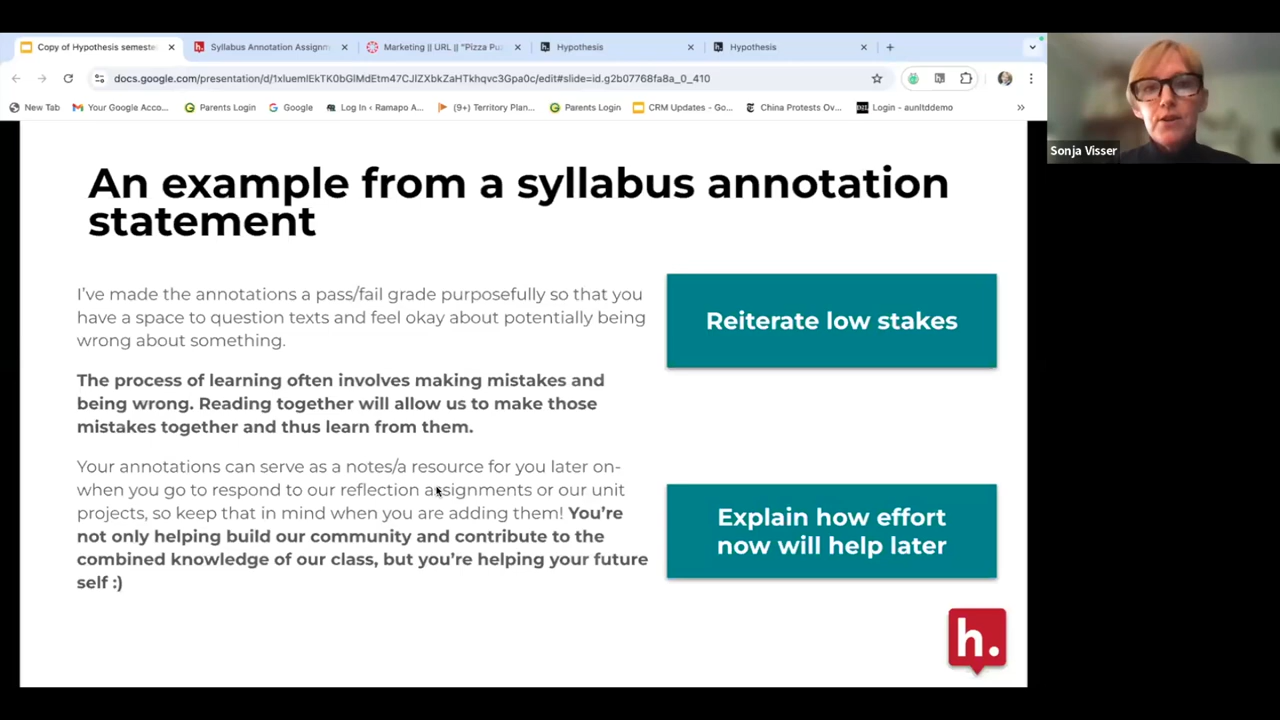 Copy of Hypothesis semeste
Syllabus Annotation Assignm
Marketing || URL || "Pizza Pu
Hypothesis
Hypothesis
docs.google.com/presentation/d/1xluemIEkTK0bGlMdEtm47CJIZXbkZaHTkhqvc3Gpa0c/edit#slide=id.g2b07768fa8a_0_410
New Tab
Your Google Acco...
Parents Login
Google
Log In ‹ Ramapo A...
(9+) Territory Plan...
Parents Login
CRM Updates - Go...
China Protests Ov...
Login - aunltddemo
Sonja Visser
An example from a syllabus annotation
statement
I've made the annotations a pass/fail grade purposefully so that you
have a space to question texts and feel okay about potentially being
wrong about something.
Reiterate low stakes
The process of learning often involves making mistakes and
being wrong. Reading together will allow us to make those
mistakes together and thus learn from them.
Your annotations can serve as a notes/a resource for you later on-
when you go to respond to our reflection assignments or our unit
projects, so keep that in mind when you are adding them! You're
not only helping build our community and contribute to the
combined knowledge of our class, but you're helping your future
self :)
Explain how effort
now will help later
h.